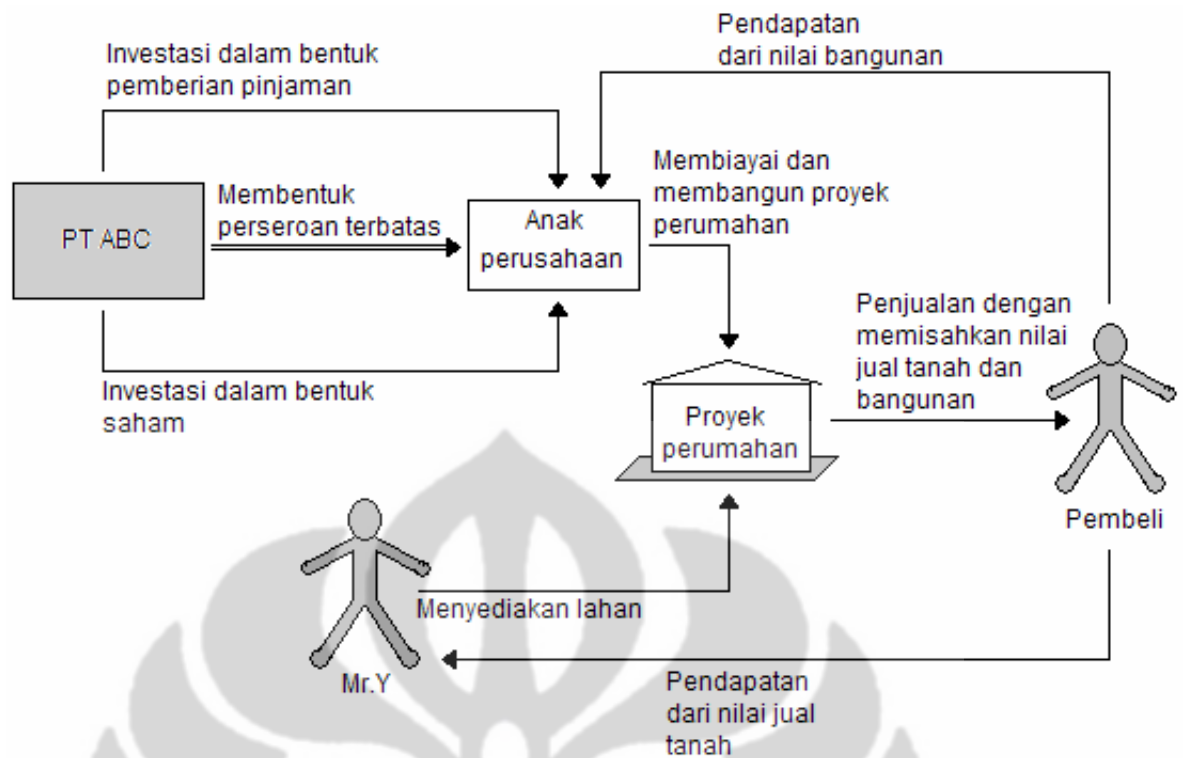 Investasi dalam bentuk
pemberian pinjaman
Pendapatan
dari nilai bangunan
PT ABC
Membentuk
perseroan terbatas
Anak
perusahaan
Membiayai dan
membangun proyek
perumahan
Investasi dalam bentuk
saham
Penjualan dengan
memisahkan nilai
jual tanah dan
bangunan
Proyek
perumahan
Pembeli
Menyediakan lahan
Mr.Y
Pendapatan
dari nilai jual
tanah